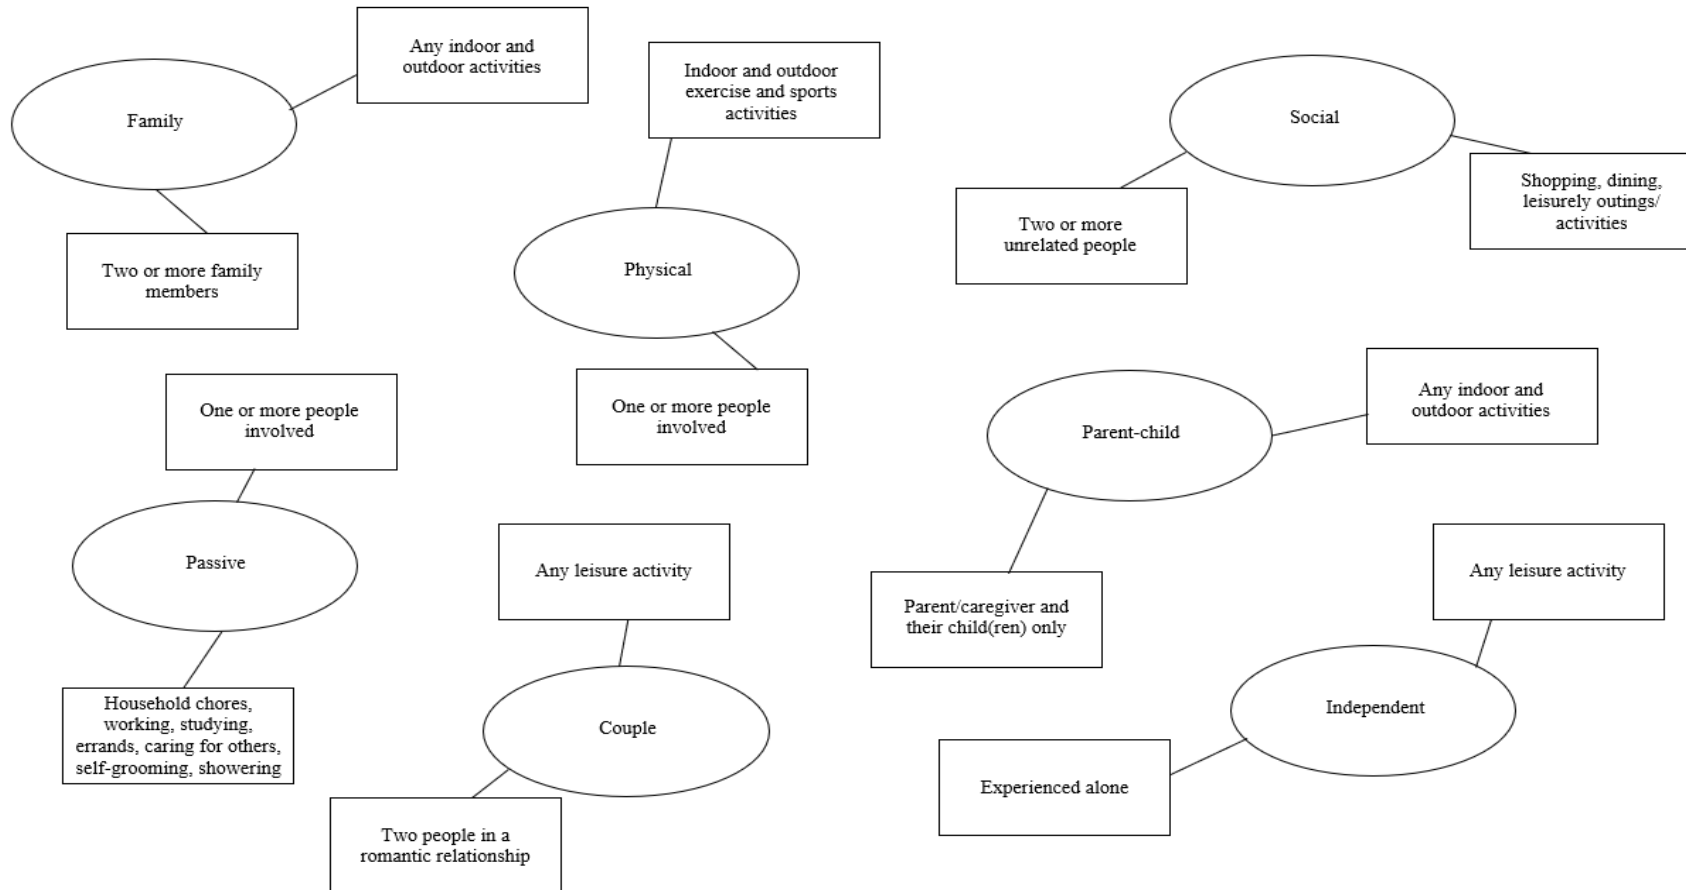 Any indoor and
outdoor activities
Family
Two or more family
members
Indoor and outdoor
exercise and sports
activities
Physical
One or more people
involved
Social
Two or more
unrelated people
Shopping, dining,
leisurely outings/
activities
One or more people
involved
Passive
Household chores,
working, studying,
errands, caring for others,
self-grooming, showering
Any leisure activity
Couple
Two people in a
romantic relationship
Any indoor and
outdoor activities
Parent-child
Parent/caregiver and
their child(ren) only
Any leisure activity
Independent
Experienced alone